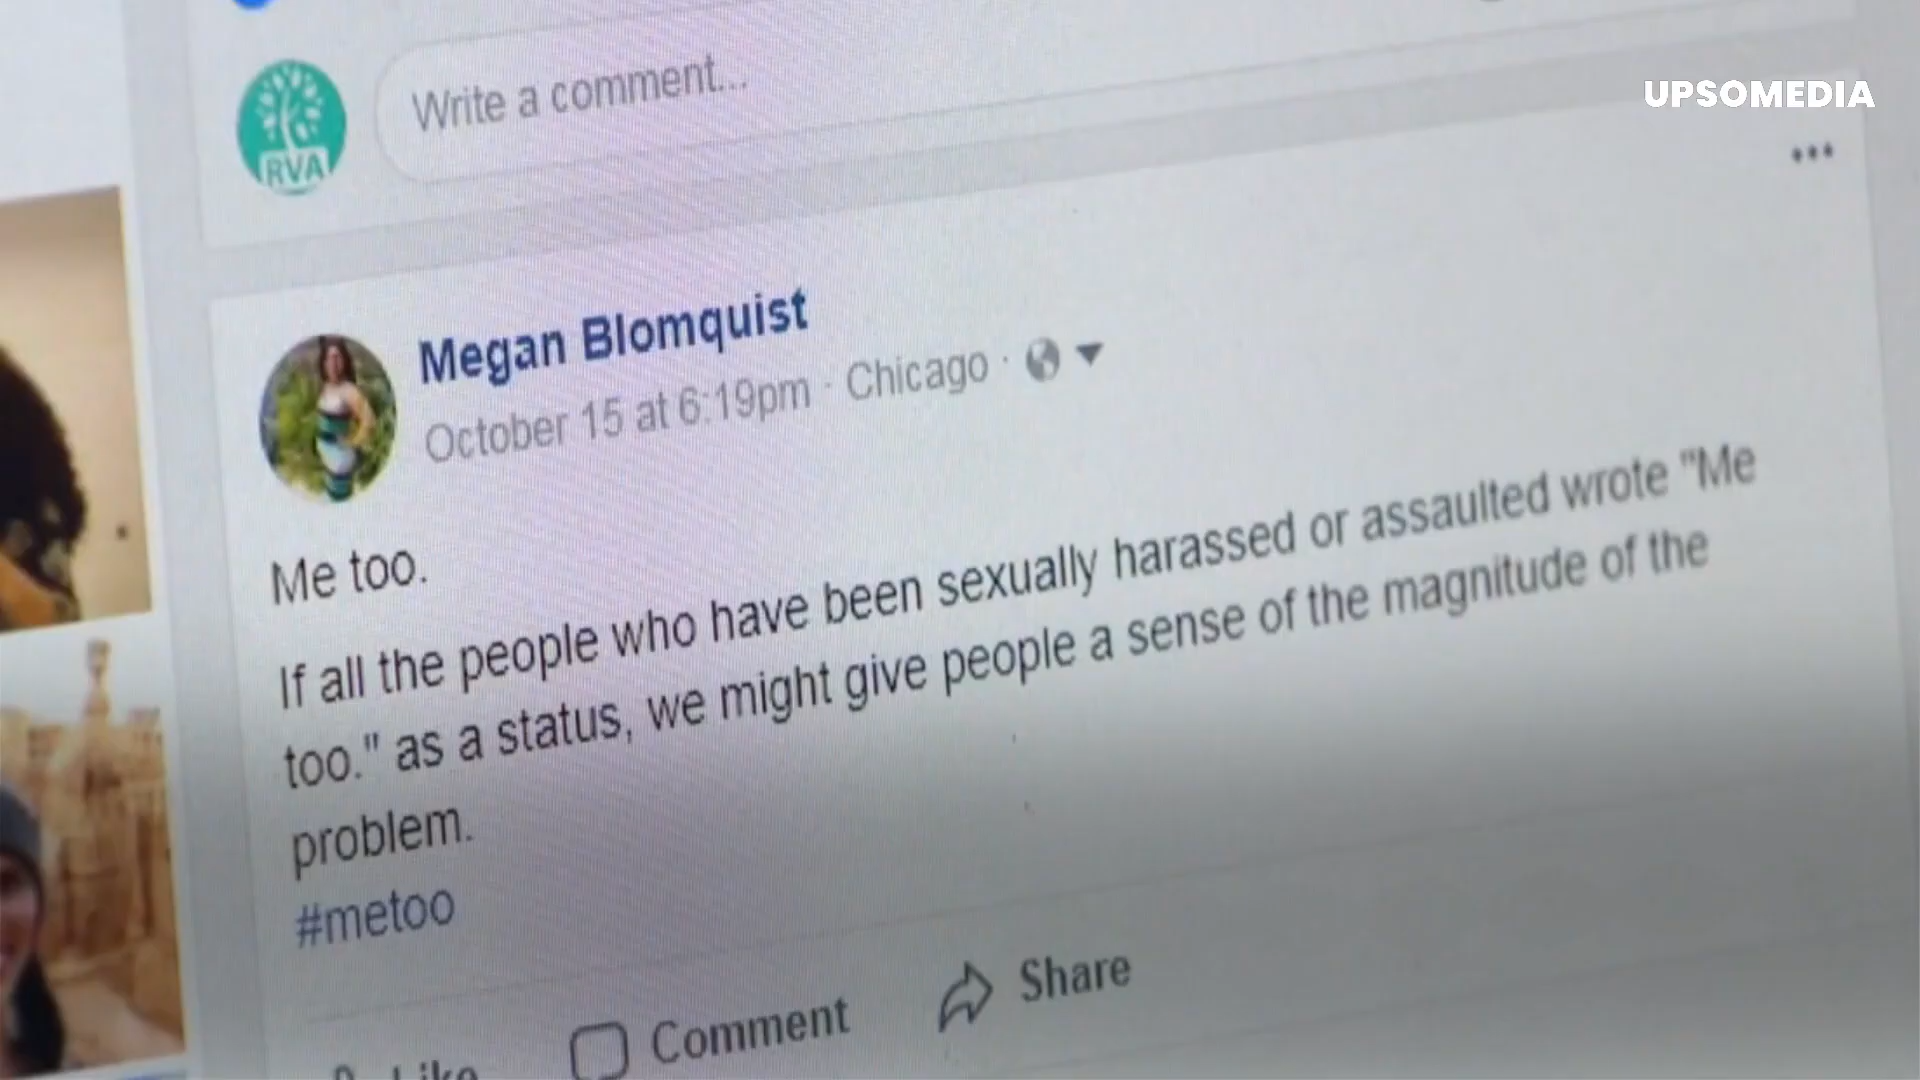 Write a comment...
UPSOMEDIA
RVA
Megan Blomquist
October 15 at 6:19pm · Chicago ·
Me too.
If all the people who have been sexually harassed or assaulted wrote "Me
too." as a status, we might give people a sense of the magnitude of the
problem.
#metoo
Like Comment Share